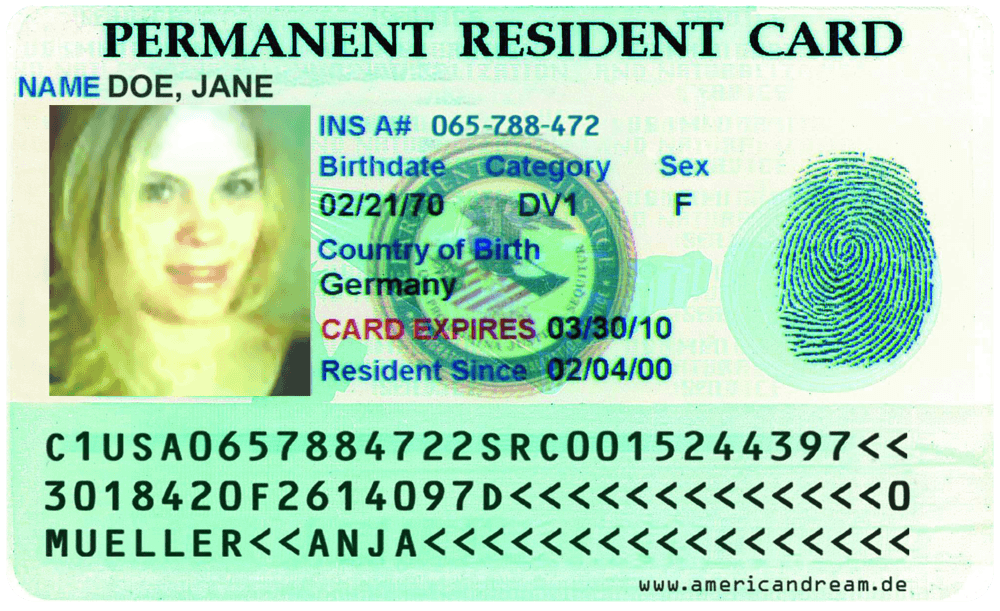 PERMANENT RESIDENT CARD
NAME DOE, JANE
INS A# 065-788-472
Birthdate Category Sex
02/21/70 DV1 F
Country of Birth
Germany
CARD EXPIRES 03/30/10
Resident Since 02/04/00
C1USA0657884722SRC0015244397<<
3018420F2614097D<<<<<<<<<<<<<0
MUELLER<<ANJA<<<<<<<<<<<<<<<<<
www.americandream.de